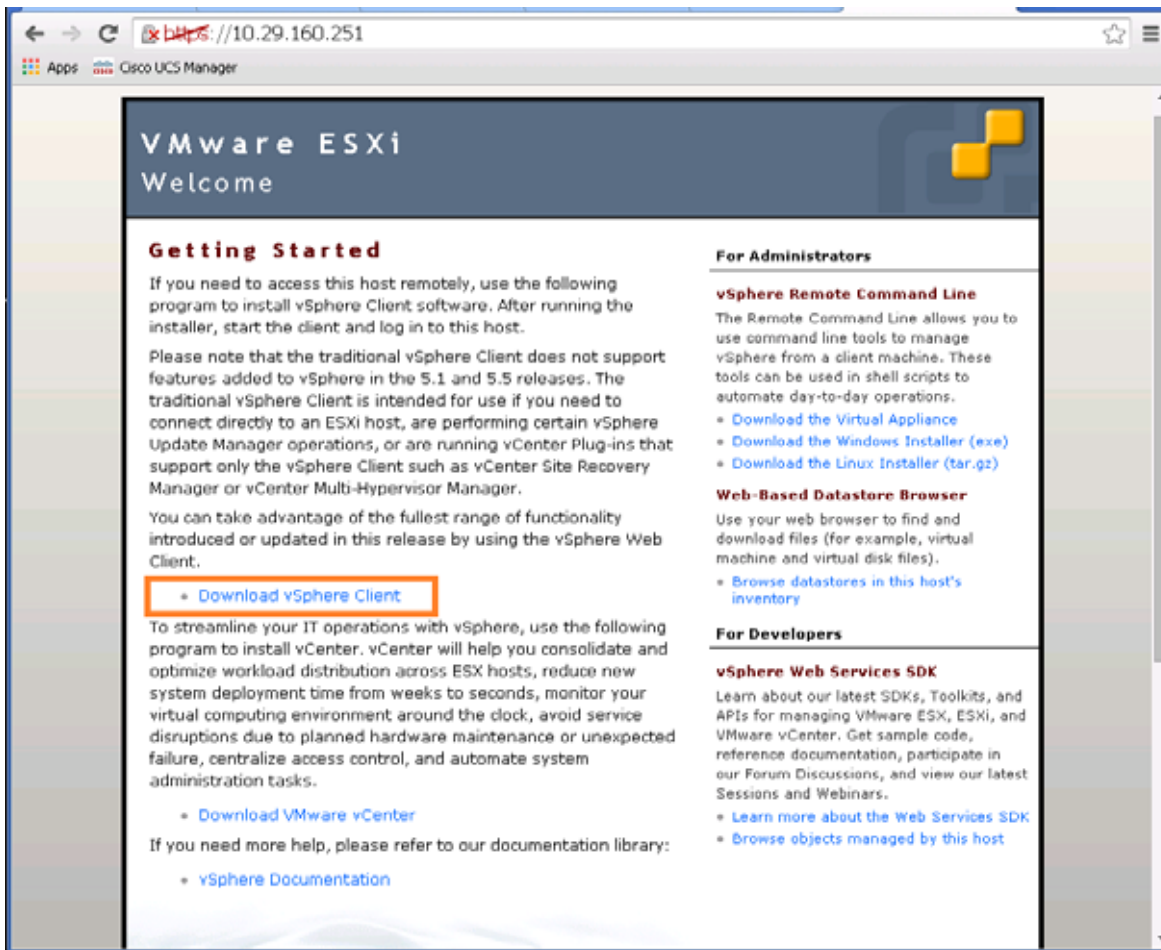 https://10.29.160.251
Apps
Cisco UCS Manager
VMware ESXi
Welcome
Getting Started
If you need to access this host remotely, use the following
program to install vSphere Client software. After running the
installer, start the client and log in to this host.
Please note that the traditional vSphere Client does not support
features added to vSphere in the 5.1 and 5.5 releases. The
traditional vSphere Client is intended for use if you need to
connect directly to an ESXi host, are performing certain vSphere
Update Manager operations, or are running vCenter Plug-ins that
support only the vSphere Client such as vCenter Site Recovery
Manager or vCenter Multi-Hypervisor Manager.
You can take advantage of the fullest range of functionality
introduced or updated in this release by using the vSphere Web
Client.
Download vSphere Client
To streamline your IT operations with vSphere, use the following
program to install vCenter. vCenter will help you consolidate and
optimize workload distribution across ESX hosts, reduce new
system deployment time from weeks to seconds, monitor your
virtual computing environment around the clock, avoid service
disruptions due to planned hardware maintenance or unexpected
failure, centralize access control, and automate system
administration tasks.
Download VMware vCenter
If you need more help, please refer to our documentation library:
vSphere Documentation
For Administrators
vSphere Remote Command Line
The Remote Command Line allows you to
use command line tools to manage
vSphere from a client machine. These
tools can be used in shell scripts to
automate day-to-day operations.
Download the Virtual Appliance
Download the Windows Installer (exe)
Download the Linux Installer (tar.gz)
Web-Based Datastore Browser
Use your web browser to find and
download files (for example, virtual
machine and virtual disk files).
Browse datastores in this host's
inventory
For Developers
vSphere Web Services SDK
Learn about our latest SDKs, Toolkits, and
APIs for managing VMware ESX, ESXi, and
VMware vCenter. Get sample code,
reference documentation, participate in
our Forum Discussions, and view our latest
Sessions and Webinars.
Learn more about the Web Services SDK
Browse objects managed by this host